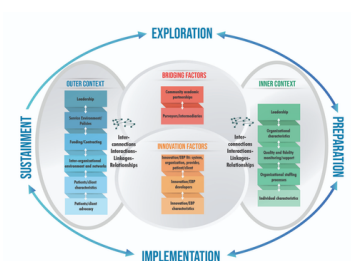 EXPLORATION
OUTER CONTEXT
BRIDGING FACTORS
INNER CONTEXT
Leadership
Service Environment/
Policies
Funding/Contracting
Inter-organizational
environment and networks
Patients/client
characteristics
Patients/client
advocacy
Inter-
connections
Interactions-
Linkages-
Relationships
Community academic
partnerships
Purveyors/intermediaries
INNOVATION FACTORS
Innovation/EBP fit: system,
organization, provider,
patient/client
Innovation/EBP
developers
Innovation/EBP
characteristics
Inter-
connections
Interactions-
Linkages-
Relationships
Leadership
Organizational
characteristics
Quality and fidelity
monitoring/support
Organizational staffing
processes
Individual characteristics
SUSTAINMENT
PREPARATION
IMPLEMENTATION